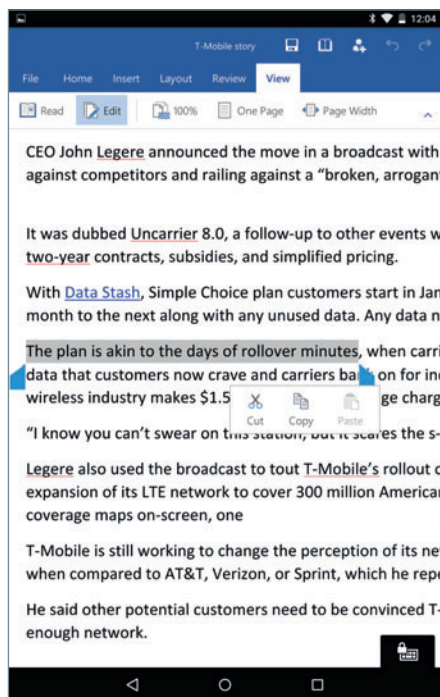 12:04
T-Mobile story
File Home Insert Layout Review View
Read Edit 100% One Page Page Width
CEO John Legere announced the move in a broadcast with
against competitors and railing against a “broken, arrogan
It was dubbed Uncarrier 8.0, a follow-up to other events w
two-year contracts, subsidies, and simplified pricing.
With Data Stash, Simple Choice plan customers start in Jan
month to the next along with any unused data. Any data n
The plan is akin to the days of rollover minutes, when carri
data that customers now crave and carriers bank on for inc
wireless industry makes $1.5 ge charg
Cut Copy Paste
“I know you can’t swear on this station, but it scares the s-
Legere also used the broadcast to tout T-Mobile’s rollout o
expansion of its LTE network to cover 300 million American
coverage maps on-screen, one
T-Mobile is still working to change the perception of its net
when compared to AT&T, Verizon, or Sprint, which he repe
He said other potential customers need to be convinced T-
enough network.